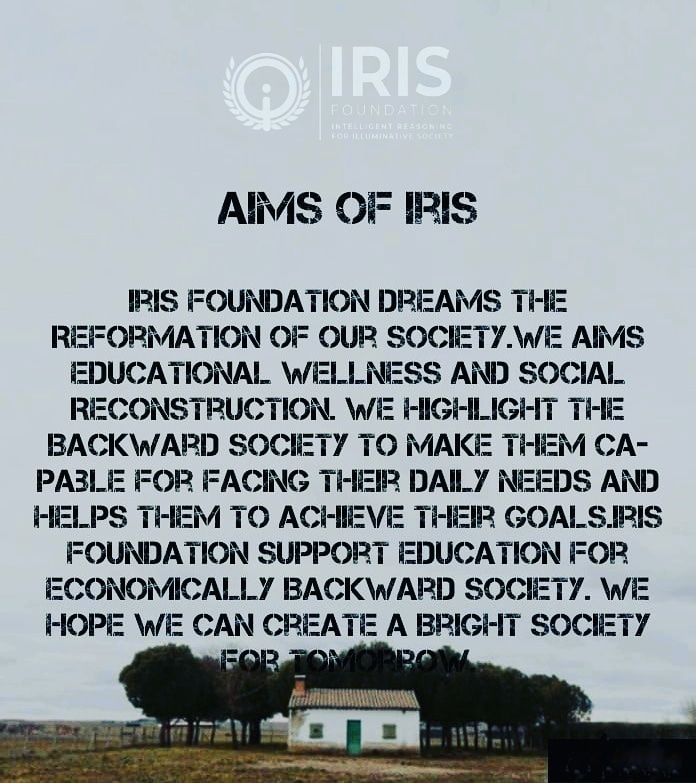 IRIS
FOUNDATION
INTELLIGENT REASONING
FOR ILLUMINATIVE SOCIETY
AIMS OF IRIS
IRIS FOUNDATION DREAMS THE
REFORMATION OF OUR SOCIETY.WE AIMS
EDUCATIONAL WELLNESS AND SOCIAL
RECONSTRUCTION. WE HIGHLIGHT THE
BACKWARD SOCIETY TO MAKE THEM CA-
PABLE FOR FACING THEIR DAILY NEEDS AND
HELPS THEM TO ACHIEVE THEIR GOALS.IRIS
FOUNDATION SUPPORT EDUCATION FOR
ECONOMICALLY BACKWARD SOCIETY. WE
HOPE WE CAN CREATE A BRIGHT SOCIETY
FOR TOMORROW.